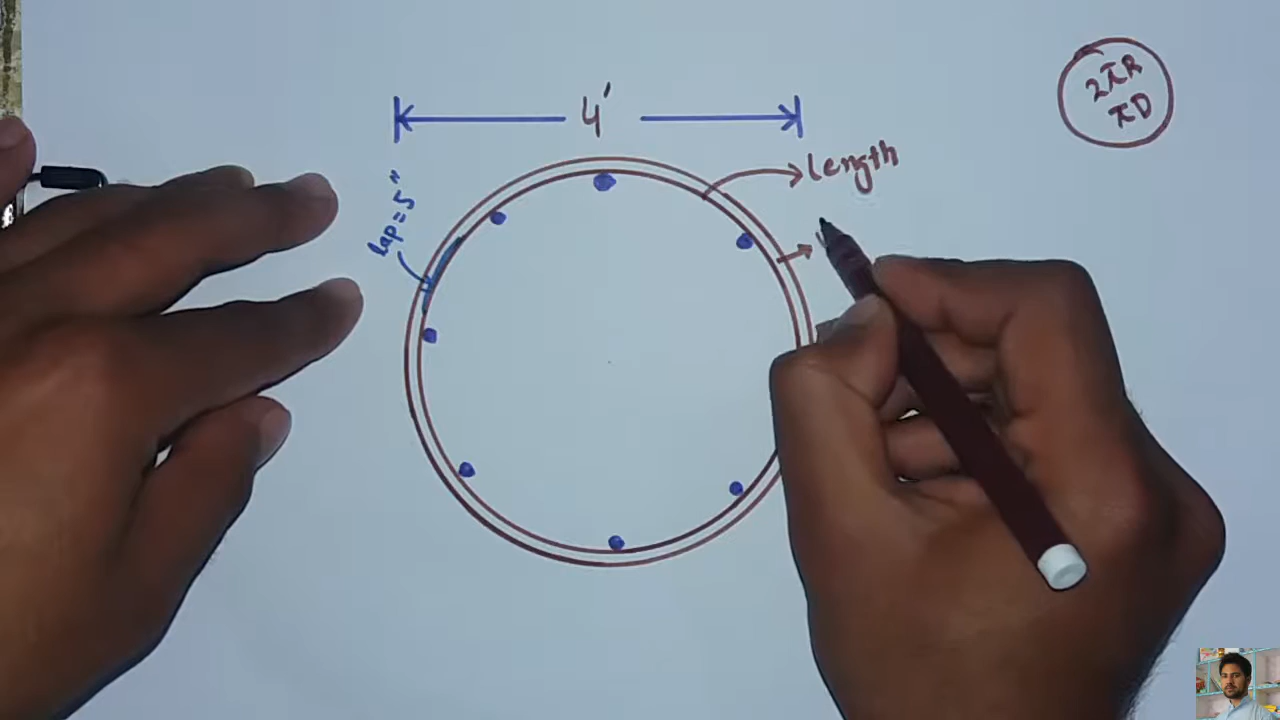 4'
2πR
πD
Length
lap=5"